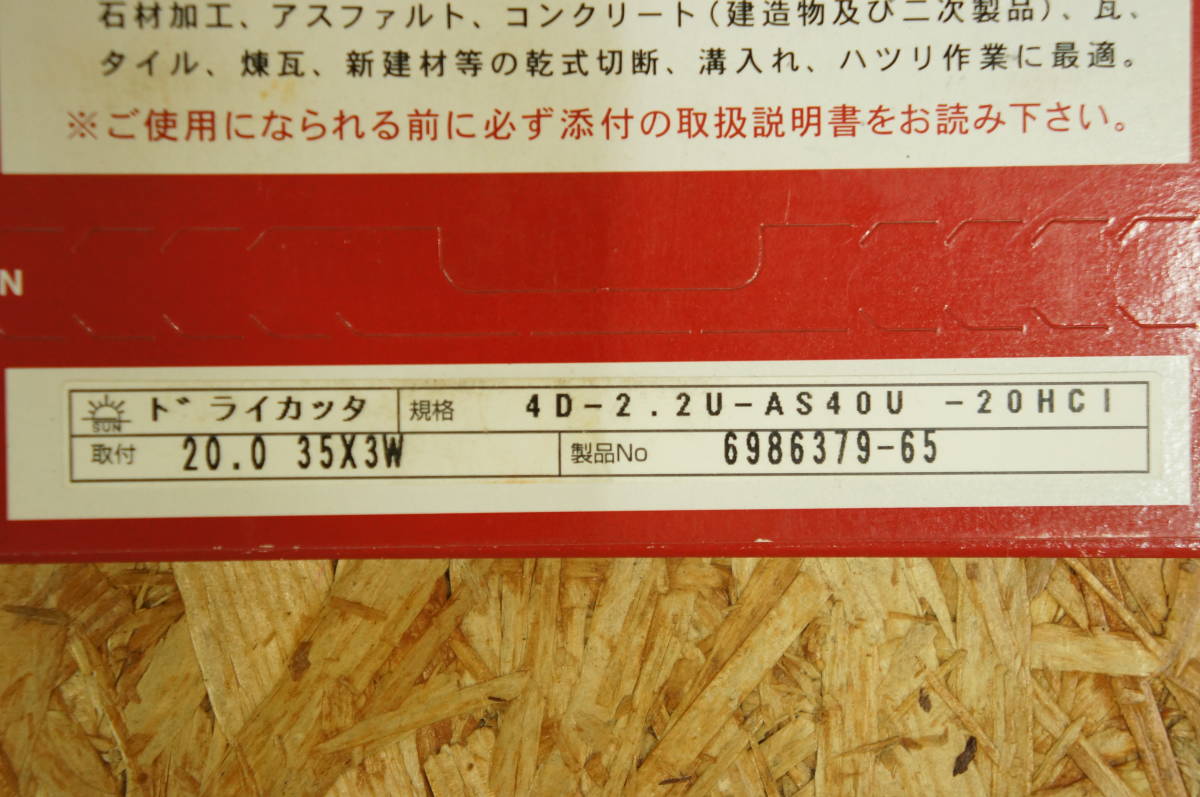 石材加工、アスファルト、コンクリート(建造物及び二次製品)、瓦、
タイル、煉瓦、新建材等の乾式切断、溝入れ、ハツリ作業に最適。
※ご使用になられる前に必ず添付の取扱説明書をお読み下さい。
N
SUN ドライカッタ 規格 4D-2.2U-AS40U -20HCI
取付 20.0 35X3W 製品No 6986379-65